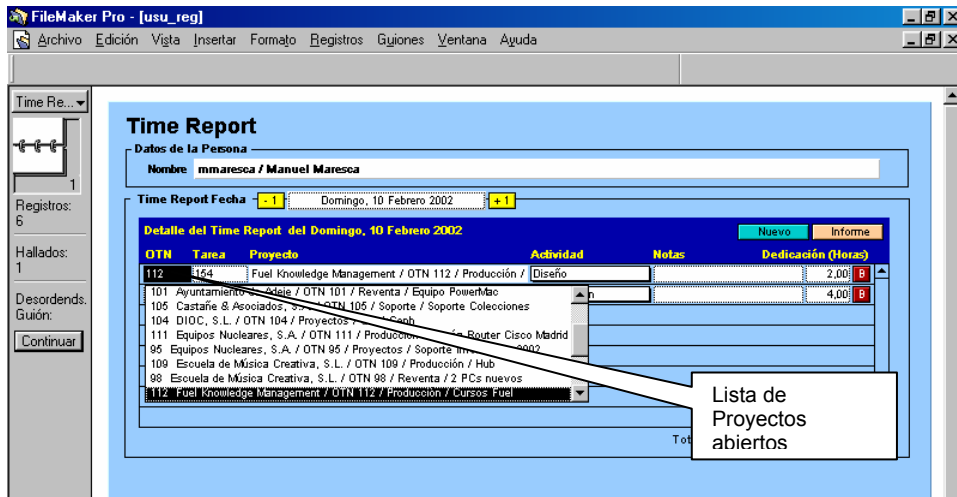 FileMaker Pro - [usu_reg]
Archivo Edición Vista Insertar Formato Registros Guiones Ventana Ayuda
Time Re...
1
Registros:
6
Hallados:
1
Desordends.
Guión:
Continuar
Time Report
Datos de la Persona
Nombre mmaresca / Manuel Maresca
Time Report Fecha - 1 Domingo, 10 Febrero 2002 + 1
Detalle del Time Report del Domingo, 10 Febrero 2002 Nuevo Informe
OTN Tarea Proyecto Actividad Notas Dedicación (Horas)
112 154 Fuel Knowledge Management / OTN 112 / Producción / Diseño 2,00 B
n 4,00 B
101 Ayuntamiento de Adeje / OTN 101 / Reventa / Equipo PowerMac
105 Castañe & Asociados, S.L. / OTN 105 / Soporte / Soporte Colecciones
104 DIOC, S.L. / OTN 104 / Proyectos /
111 Equipos Nucleares, S.A. / OTN 111 / Producción Router Cisco Madrid
95 Equipos Nucleares, S.A. / OTN 95 / Proyectos / Soporte 2002
109 Escuela de Música Creativa, S.L. / OTN 109 / Producción / Hub
98 Escuela de Música Creativa, S.L. / OTN 98 / Reventa / 2 PCs nuevos
112 Fuel Knowledge Management / OTN 112 / Producción / Cursos Fuel
Lista de
Proyectos
abiertos